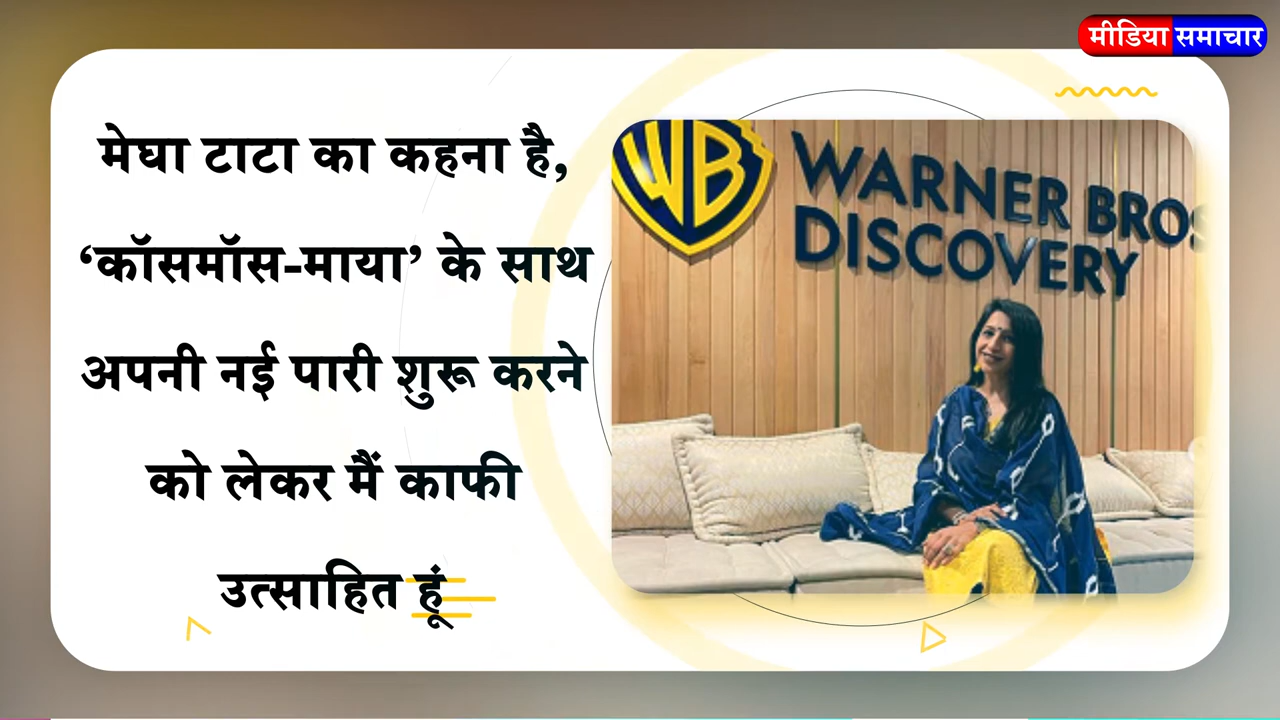 मीडिया समाचार
मेघा टाटा का कहना है,
‘कॉसमॉस-माया’ के साथ
अपनी नई पारी शुरू करने
को लेकर मैं काफी
उत्साहित हूं
WB
WARNER BROS
DISCOVERY